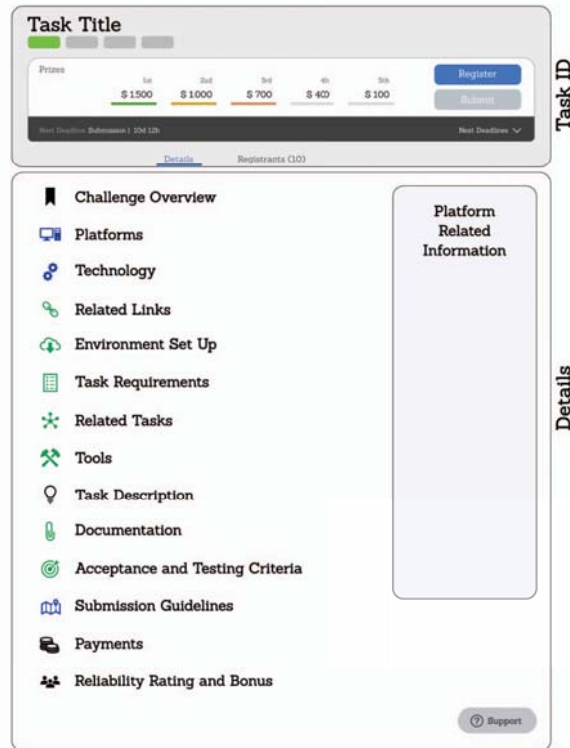 Task Title
Prizes
1st 2nd 3rd 4th 5th
$ 1500 $ 1000 $ 700 $ 400 $ 100
Register
Submit
Next Deadline: Submission | 10d 12h
Next Deadlines
Details Registrants (10)
Task ID
Challenge Overview
Platforms
Technology
Related Links
Environment Set Up
Task Requirements
Related Tasks
Tools
Task Description
Documentation
Acceptance and Testing Criteria
Submission Guidelines
Payments
Reliability Rating and Bonus
Platform
Related
Information
? Support
Details